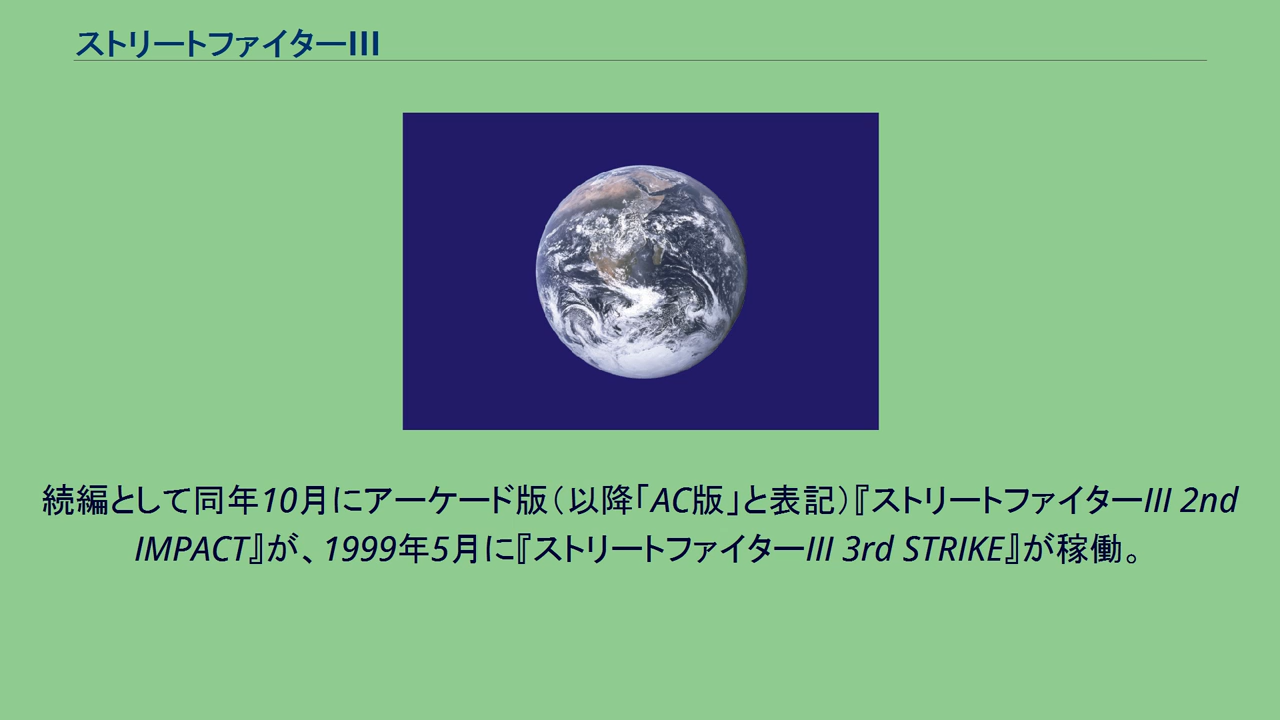 ストリートファイターIII
続編として同年10月にアーケード版（以降「AC版」と表記）『ストリートファイターIII 2nd
IMPACT』が、1999年5月に『ストリートファイターIII 3rd STRIKE』が稼働。